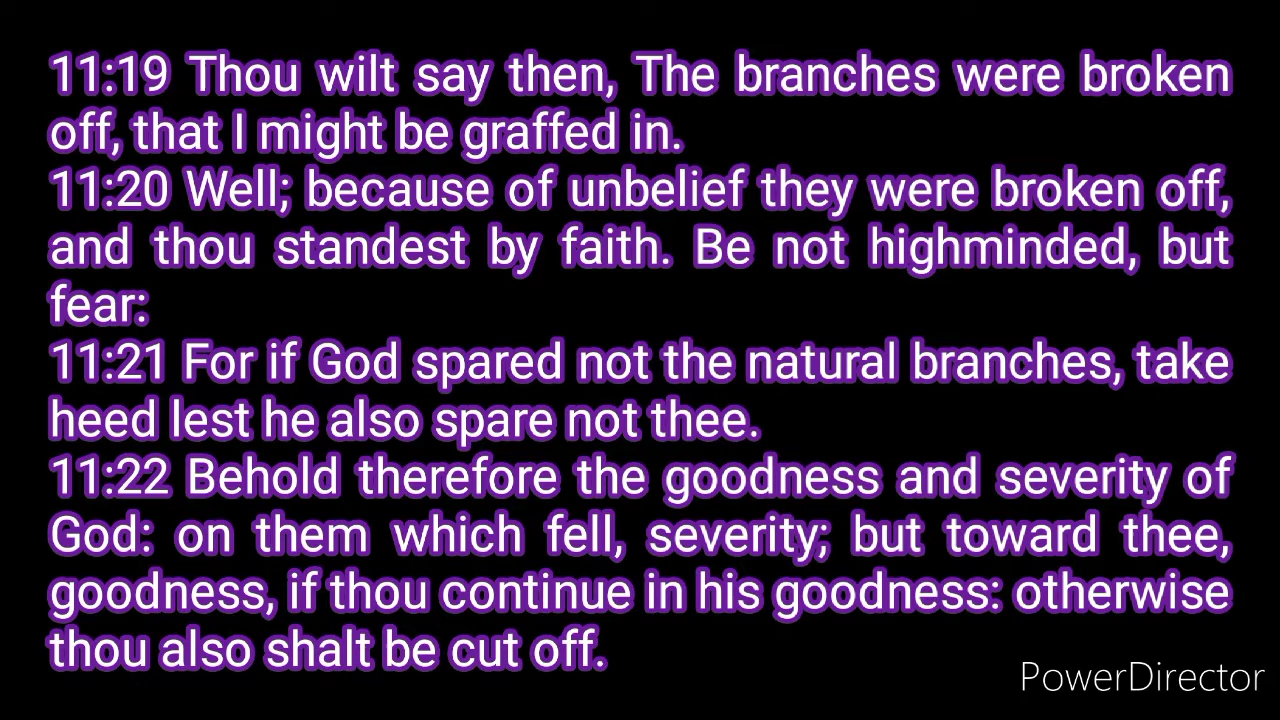 11:19 Thou wilt say then, The branches were broken
off, that I might be graffed in.
11:20 Well; because of unbelief they were broken off,
and thou standest by faith. Be not highminded, but
fear:
11:21 For if God spared not the natural branches, take
heed lest he also spare not thee.
11:22 Behold therefore the goodness and severity of
God: on them which fell, severity; but toward thee,
goodness, if thou continue in his goodness: otherwise
thou also shalt be cut off.
PowerDirector